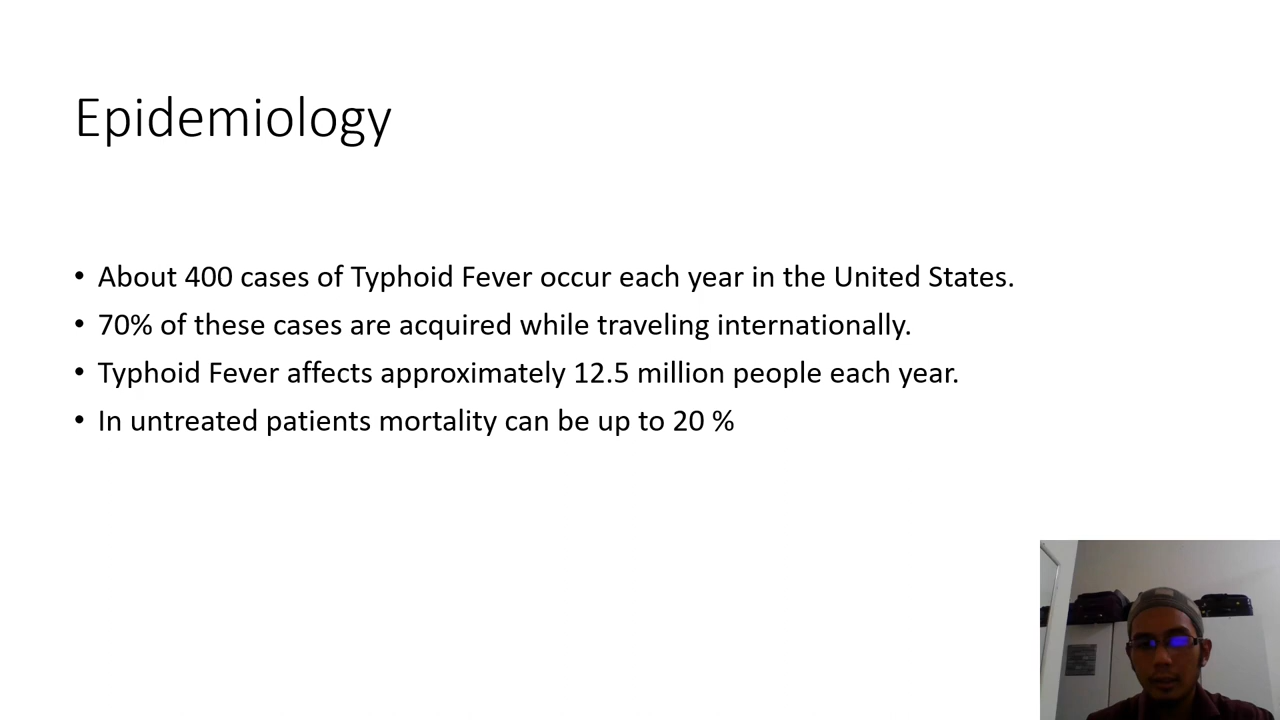 Epidemiology
• About 400 cases of Typhoid Fever occur each year in the United States.
• 70% of these cases are acquired while traveling internationally.
• Typhoid Fever affects approximately 12.5 million people each year.
• In untreated patients mortality can be up to 20 %